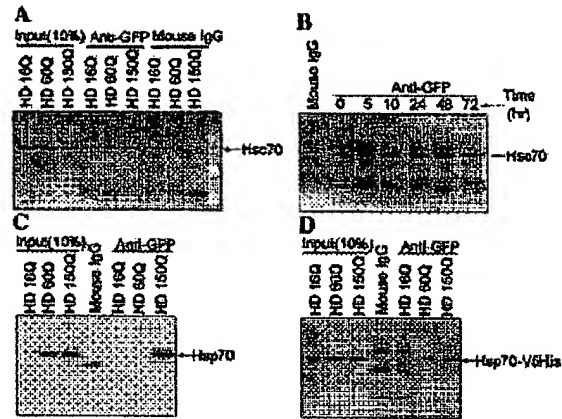 A
Input(10%) Anti-GFP Mouse IgG
HD 16Q HD 60Q HD 150Q HD 16Q HD 60Q HD 150Q HD 16Q HD 60Q HD 150Q
Hsc70
B
Mouse IgG Anti-GFP
0 5 10 24 48 72 Time (hr)
Hsc70
C
Input(10%) Anti-GFP
HD 16Q HD 60Q HD 150Q Mouse IgG HD 16Q HD 60Q HD 150Q
Hsp70
D
Input(10%) Anti-GFP
HD 16Q HD 60Q HD 150Q Mouse IgG HD 16Q HD 60Q HD 150Q
Hsp70-V5His